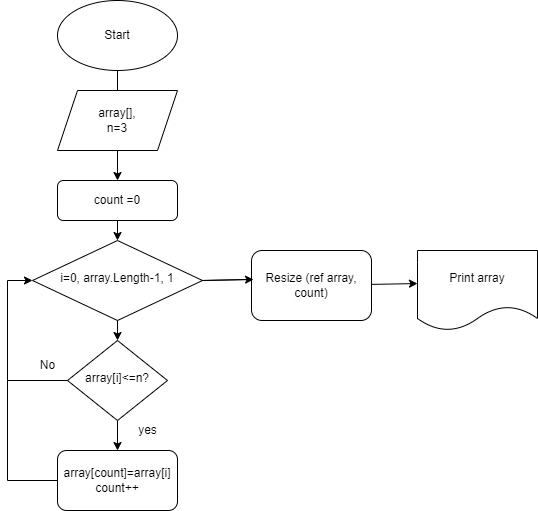 Start
array[],
n=3
count =0
i=0, array.Length-1, 1
Resize (ref array,
count)
Print array
No
array[i]<=n?
yes
array[count]=array[i]
count++